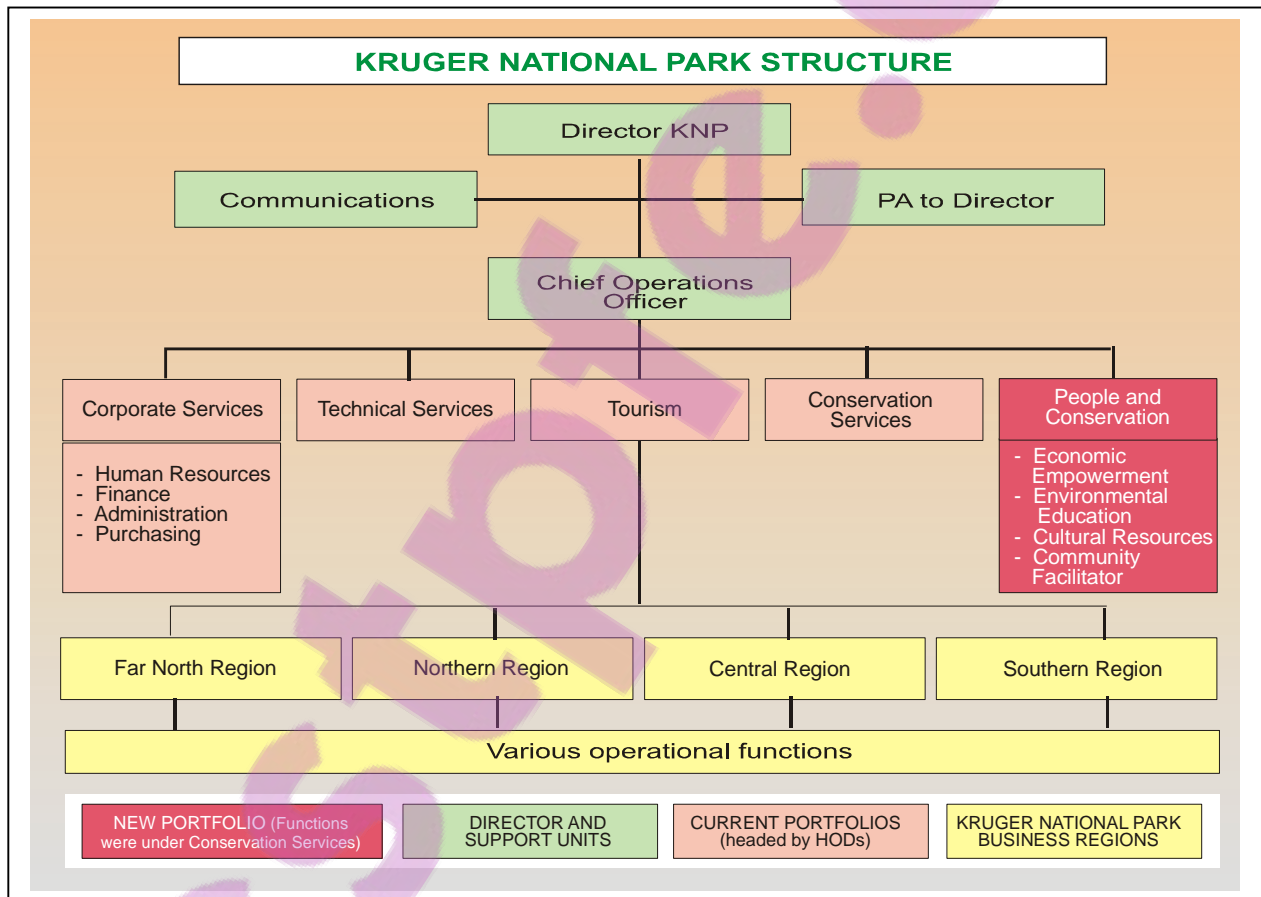 KRUGER NATIONAL PARK STRUCTURE
Director KNP
Communications
PA to Director
Chief Operations
Officer
Corporate Services
Technical Services
Tourism
Conservation
Services
People and
Conservation
- Human Resources
- Finance
- Administration
- Purchasing
- Economic
Empowerment
- Environmental
Education
- Cultural Resources
- Community
Facilitator
Far North Region
Northern Region
Central Region
Southern Region
Various operational functions
NEW PORTFOLIO (Functions
were under Conservation Services)
DIRECTOR AND
SUPPORT UNITS
CURRENT PORTFOLIOS
(headed by HODs)
KRUGER NATIONAL PARK
BUSINESS REGIONS